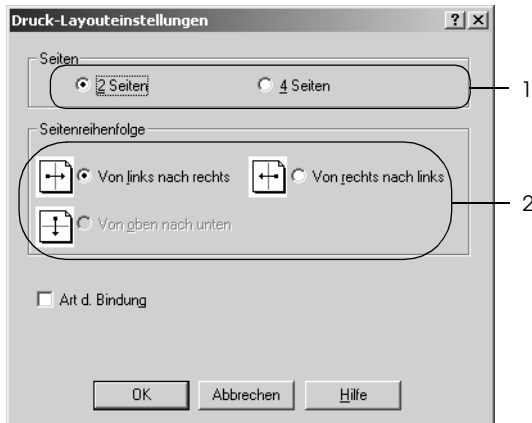 Druck-Layouteinstellungen
Seiten
2 Seiten 4 Seiten 1
Seitenreihenfolge
Von links nach rechts Von rechts nach links
2
Von oben nach unten
Art d. Bindung
OK Abbrechen Hilfe